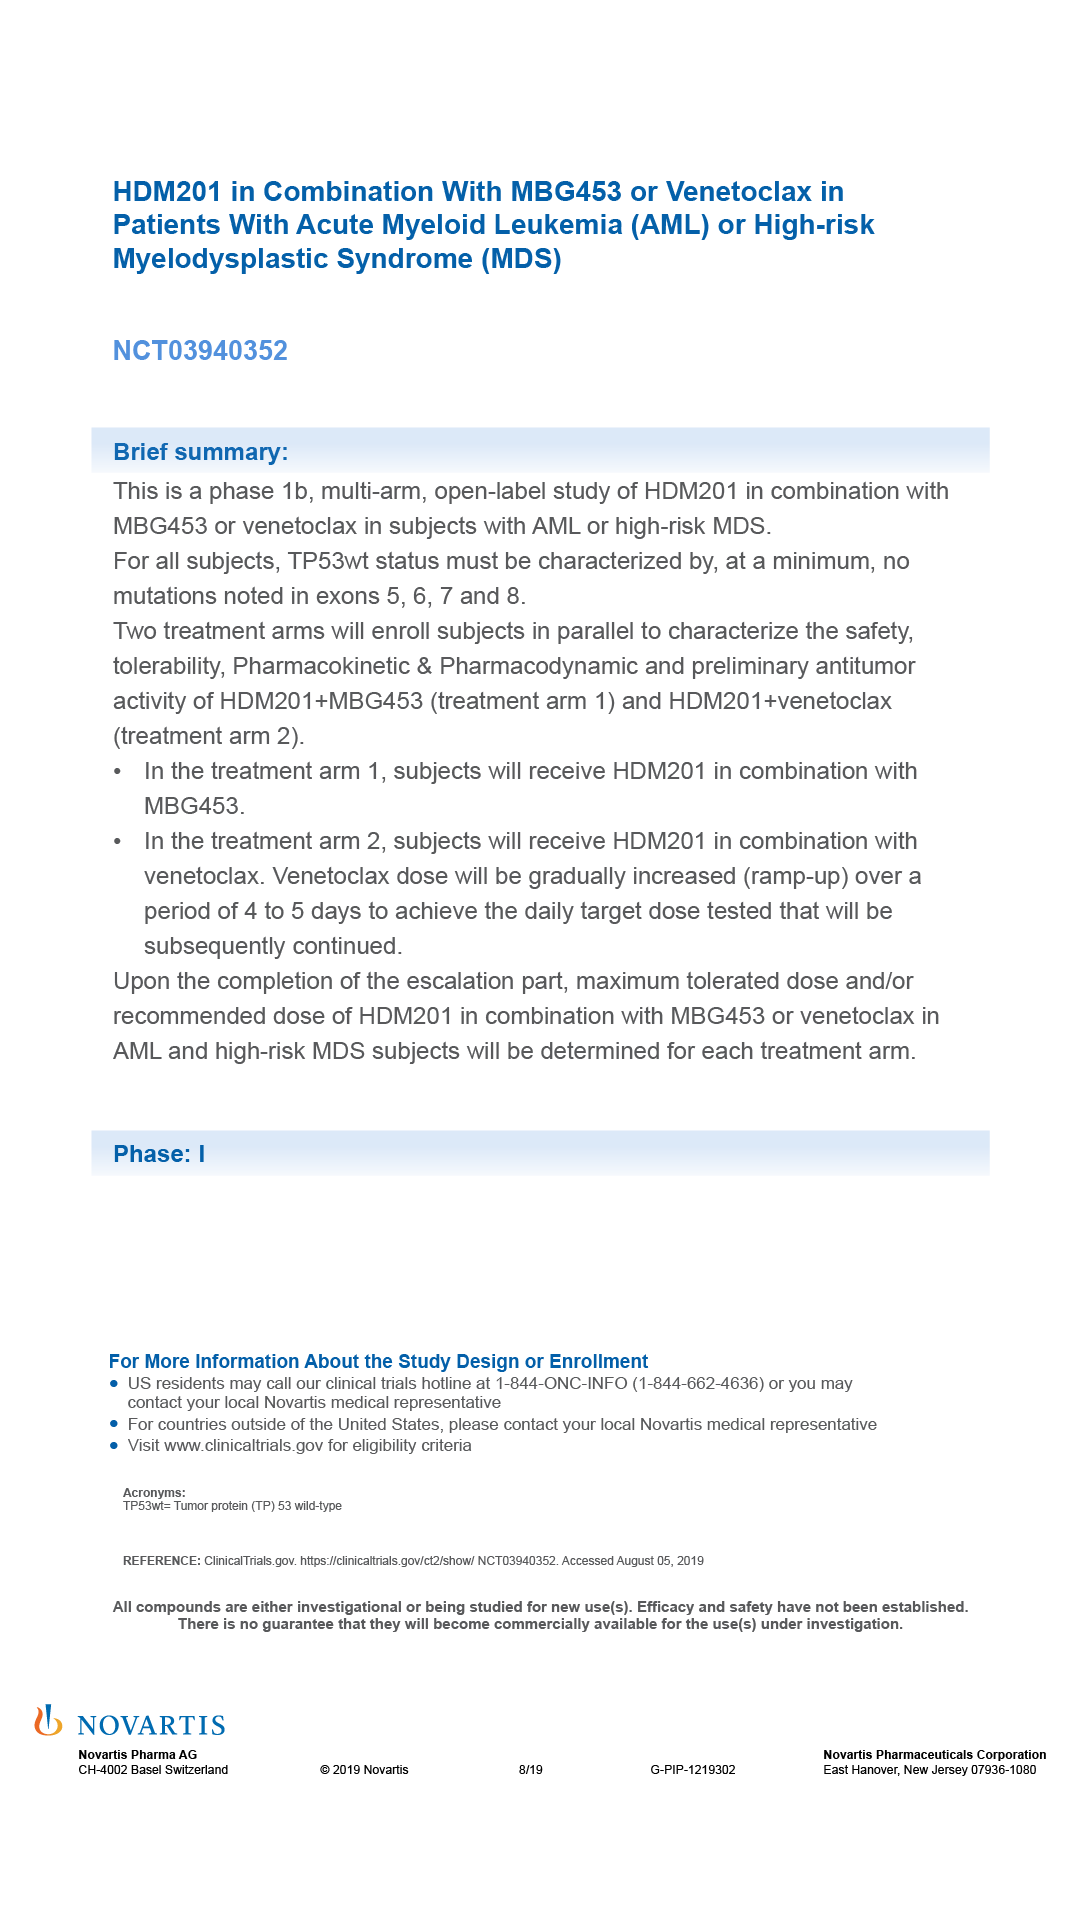 HDM201 in Combination With MBG453 or Venetoclax in
Patients With Acute Myeloid Leukemia (AML) or High-risk
Myelodysplastic Syndrome (MDS)
NCT03940352
Brief summary:
This is a phase 1b, multi-arm, open-label study of HDM201 in combination with
MBG453 or venetoclax in subjects with AML or high-risk MDS.
For all subjects, TP53wt status must be characterized by, at a minimum, no
mutations noted in exons 5, 6, 7 and 8.
Two treatment arms will enroll subjects in parallel to characterize the safety,
tolerability, Pharmacokinetic & Pharmacodynamic and preliminary antitumor
activity of HDM201+MBG453 (treatment arm 1) and HDM201+venetoclax
(treatment arm 2).
• In the treatment arm 1, subjects will receive HDM201 in combination with
MBG453.
• In the treatment arm 2, subjects will receive HDM201 in combination with
venetoclax. Venetoclax dose will be gradually increased (ramp-up) over a
period of 4 to 5 days to achieve the daily target dose tested that will be
subsequently continued.
Upon the completion of the escalation part, maximum tolerated dose and/or
recommended dose of HDM201 in combination with MBG453 or venetoclax in
AML and high-risk MDS subjects will be determined for each treatment arm.
Phase: I
For More Information About the Study Design or Enrollment
• US residents may call our clinical trials hotline at 1-844-ONC-INFO (1-844-662-4636) or you may
contact your local Novartis medical representative
• For countries outside of the United States, please contact your local Novartis medical representative
• Visit www.clinicaltrials.gov for eligibility criteria
Acronyms:
TP53wt= Tumor protein (TP) 53 wild-type
REFERENCE: ClinicalTrials.gov. https://clinicaltrials.gov/ct2/show/ NCT03940352. Accessed August 05, 2019
All compounds are either investigational or being studied for new use(s). Efficacy and safety have not been established.
There is no guarantee that they will become commercially available for the use(s) under investigation.
NOVARTIS
Novartis Pharma AG Novartis Pharmaceuticals Corporation
CH-4002 Basel Switzerland © 2019 Novartis 8/19 G-PIP-1219302 East Hanover, New Jersey 07936-1080